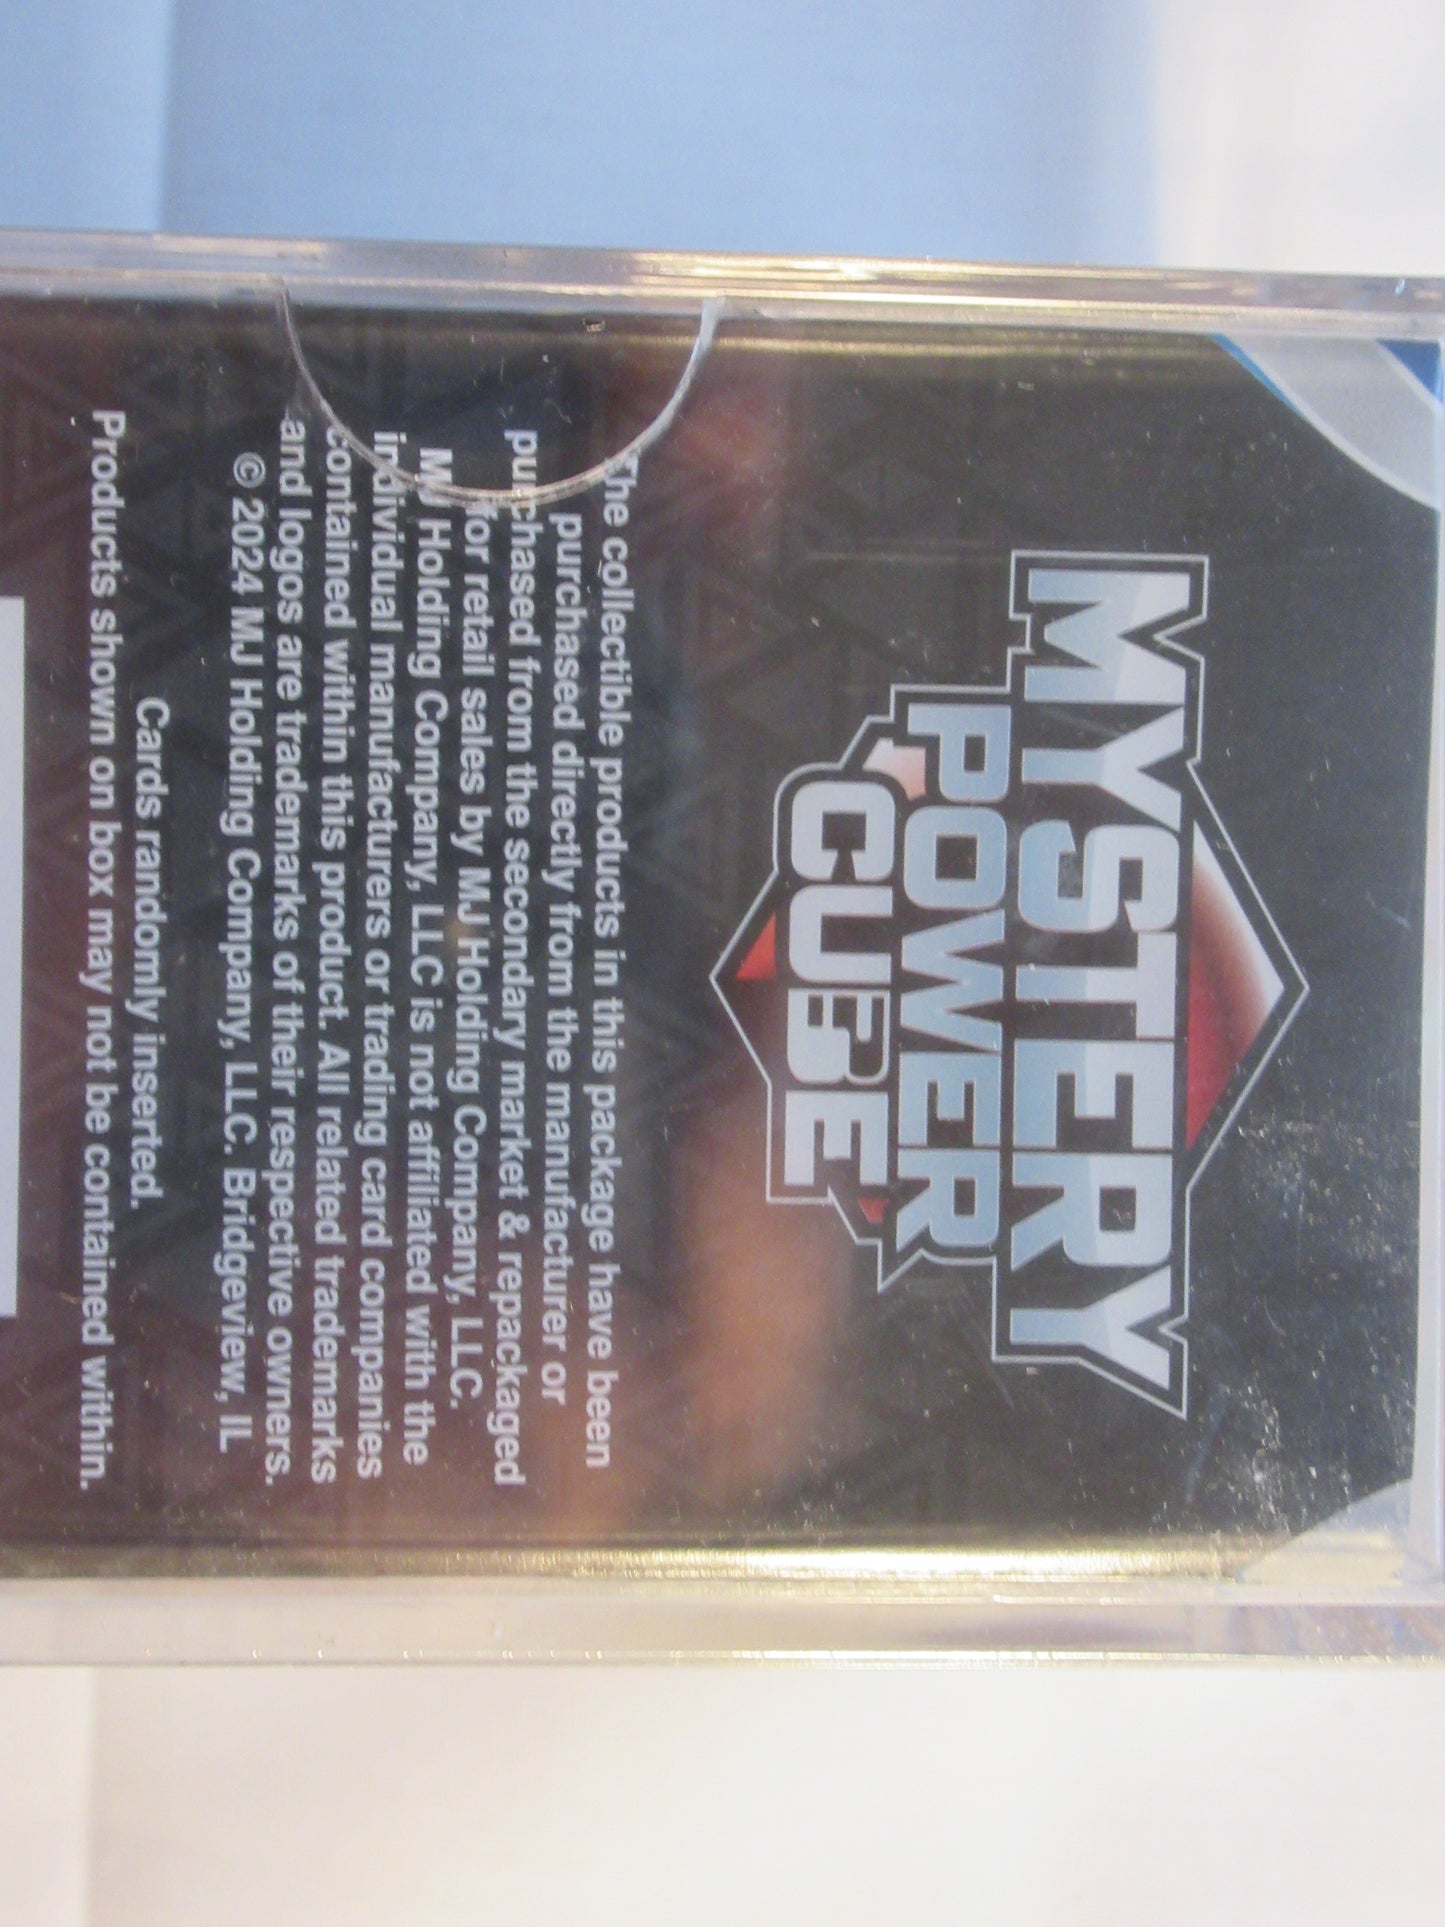 MYSTERY
POWER
CUBE
The collectible products in this package have been
purchased directly from the manufacturer or
purchased from the secondary market & repackaged
for retail sales by MJ Holding Company, LLC.
MJ Holding Company, LLC is not affiliated with the
individual manufacturers or trading card companies
contained within this product. All related trademarks
and logos are trademarks of their respective owners.
© 2024 MJ Holding Company, LLC. Bridgeview, IL
Cards randomly inserted.
Products shown on box may not be contained within.